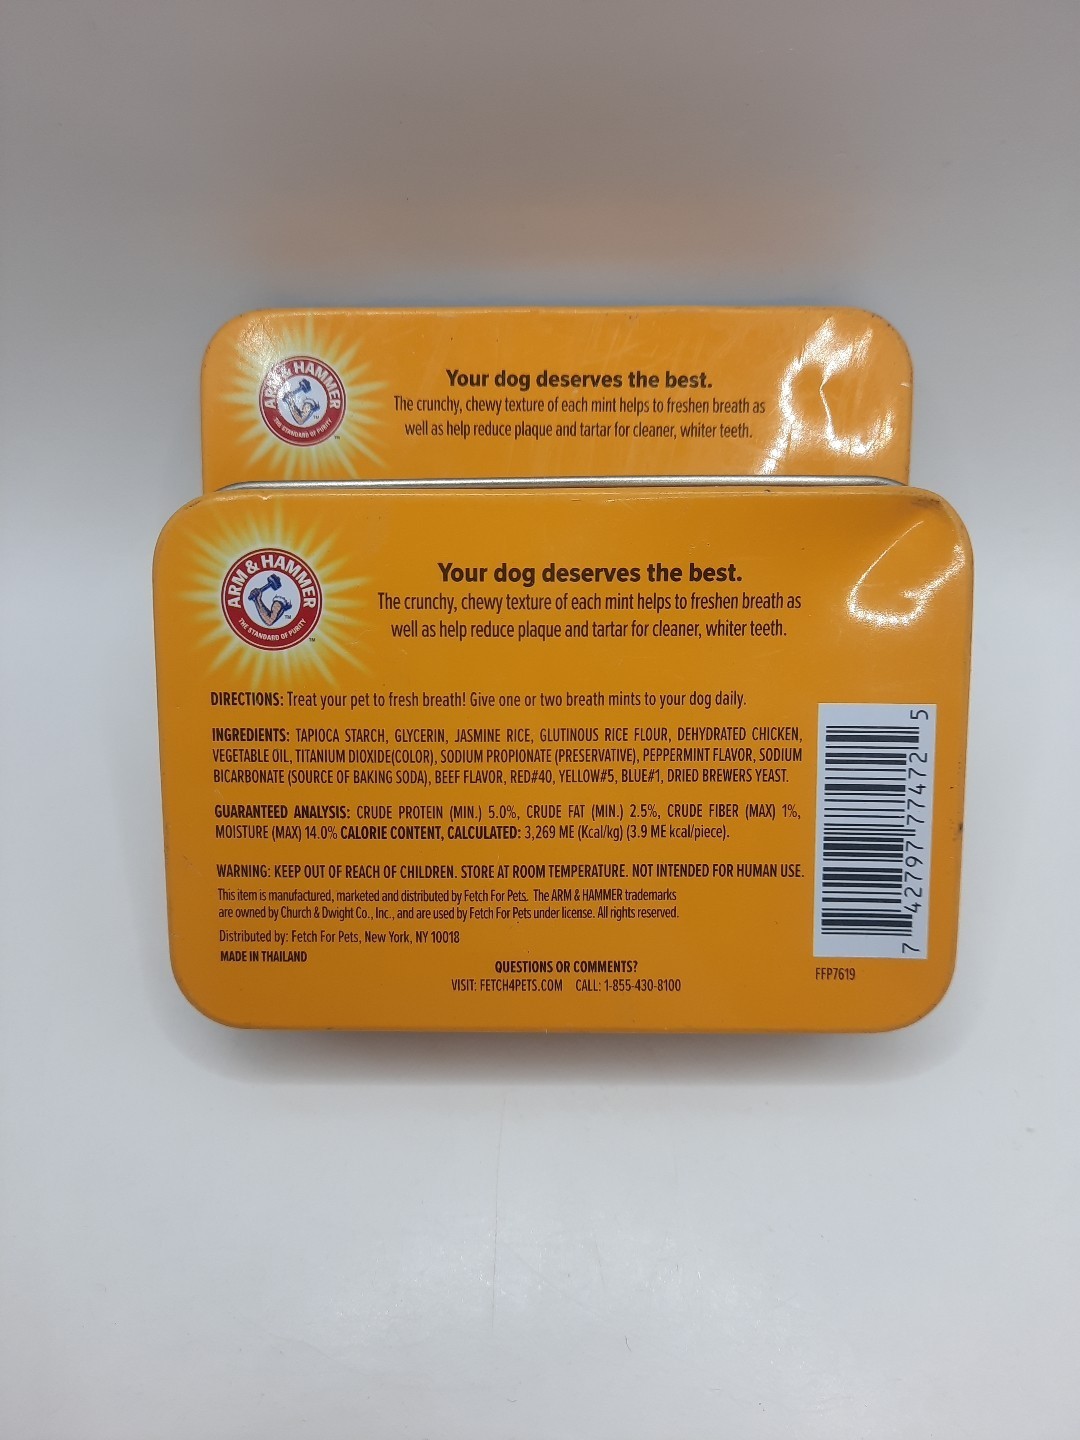 ARM & HAMMER
THE STANDARD OF PURITY
™
™
Your dog deserves the best.
The crunchy, chewy texture of each mint helps to freshen breath as
well as help reduce plaque and tartar for cleaner, whiter teeth.
ARM & HAMMER
THE STANDARD OF PURITY
™
™
Your dog deserves the best.
The crunchy, chewy texture of each mint helps to freshen breath as
well as help reduce plaque and tartar for cleaner, whiter teeth.
DIRECTIONS: Treat your pet to fresh breath! Give one or two breath mints to your dog daily.
INGREDIENTS: TAPIOCA STARCH, GLYCERIN, JASMINE RICE, GLUTINOUS RICE FLOUR, DEHYDRATED CHICKEN,
VEGETABLE OIL, TITANIUM DIOXIDE(COLOR), SODIUM PROPIONATE (PRESERVATIVE), PEPPERMINT FLAVOR, SODIUM
BICARBONATE (SOURCE OF BAKING SODA), BEEF FLAVOR, RED#40, YELLOW#5, BLUE#1, DRIED BREWERS YEAST.
GUARANTEED ANALYSIS: CRUDE PROTEIN (MIN.) 5.0%, CRUDE FAT (MIN.) 2.5%, CRUDE FIBER (MAX) 1%,
MOISTURE (MAX) 14.0% CALORIE CONTENT, CALCULATED: 3,269 ME (Kcal/kg) (3.9 ME kcal/piece).
WARNING: KEEP OUT OF REACH OF CHILDREN. STORE AT ROOM TEMPERATURE. NOT INTENDED FOR HUMAN USE.
This item is manufactured, marketed and distributed by Fetch For Pets. The ARM & HAMMER trademarks
are owned by Church & Dwight Co., Inc., and are used by Fetch For Pets under license. All rights reserved.
Distributed by: Fetch For Pets, New York, NY 10018
MADE IN THAILAND
QUESTIONS OR COMMENTS?
VISIT: FETCH4PETS.COM CALL: 1-855-430-8100
7 42797 77472 5
FFP7619